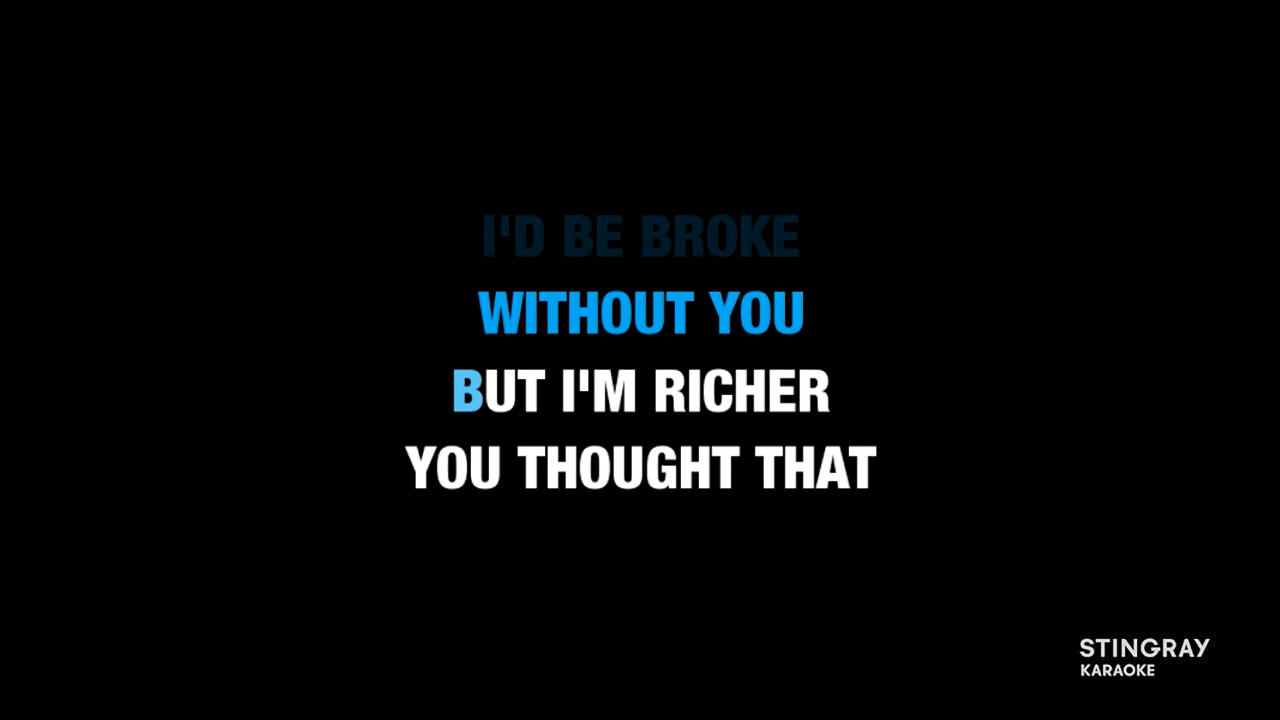 I'D BE BROKE
WITHOUT YOU
BUT I'M RICHER
YOU THOUGHT THAT
STINGRAY
KARAOKE